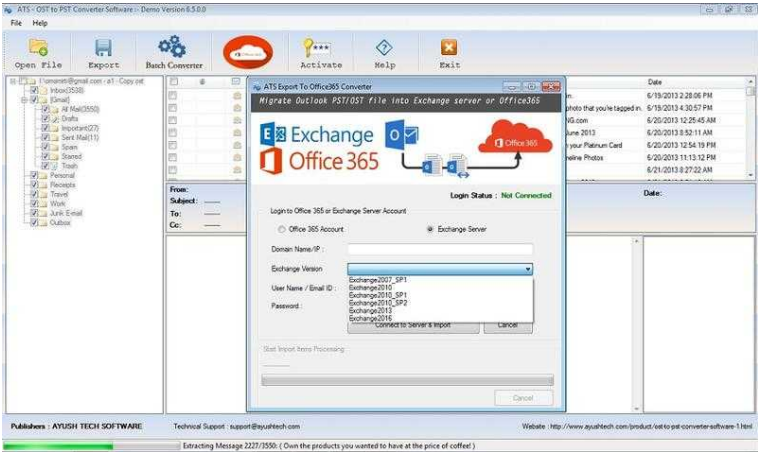 ATS - OST to PST Converter Software :- Demo Version 6.5.0.0
File Help
Open File Export Batch Converter Activate Help Exit
Inbox(3538)
[Gmail]
All Mail(3550)
Drafts
Important(27)
Sent Mail(11)
Spam
Starred
Trash
Personal
Receipts
Travel
Work
Junk E-mail
Outbox
Date
6/19/2013 2:28:06 PM
photo that you're tagged in. 6/19/2013 4:30:57 PM
NG.com 6/20/2013 12:25:45 AM
June 2013 6/20/2013 8:52:11 AM
your Platinum Card 6/20/2013 12:54:19 PM
Photos 6/20/2013 11:13:12 PM
6/21/2013 8:27:22 AM
From:
Subject:
To:
Cc:
Date:
ATS Export To Office365 Converter
Migrate Outlook PST/OST file into Exchange server or Office365
Exchange
Office 365
Office 365
Login Status : Not Connected
Login to Office 365 or Exchange Server Account
Office 365 Account Exchange Server
Domain Name/IP :
Exchange Version
Exchange2007_SP1
Exchange2010
Exchange2010_SP1
Exchange2010_SP2
Exchange2013
Exchange2016
User Name / Email ID :
Password :
Connect to Server & Import Cancel
Start Import Items Processing
Cancel
Publishers : AYUSH TECH SOFTWARE Technical Support : support@ayushtech.com Website : http://www.ayushtech.com/product/ost-to-pst-converter-software-1.html
Extracting Message 2227/3550: ( Own the products you wanted to have at the price of coffee! )